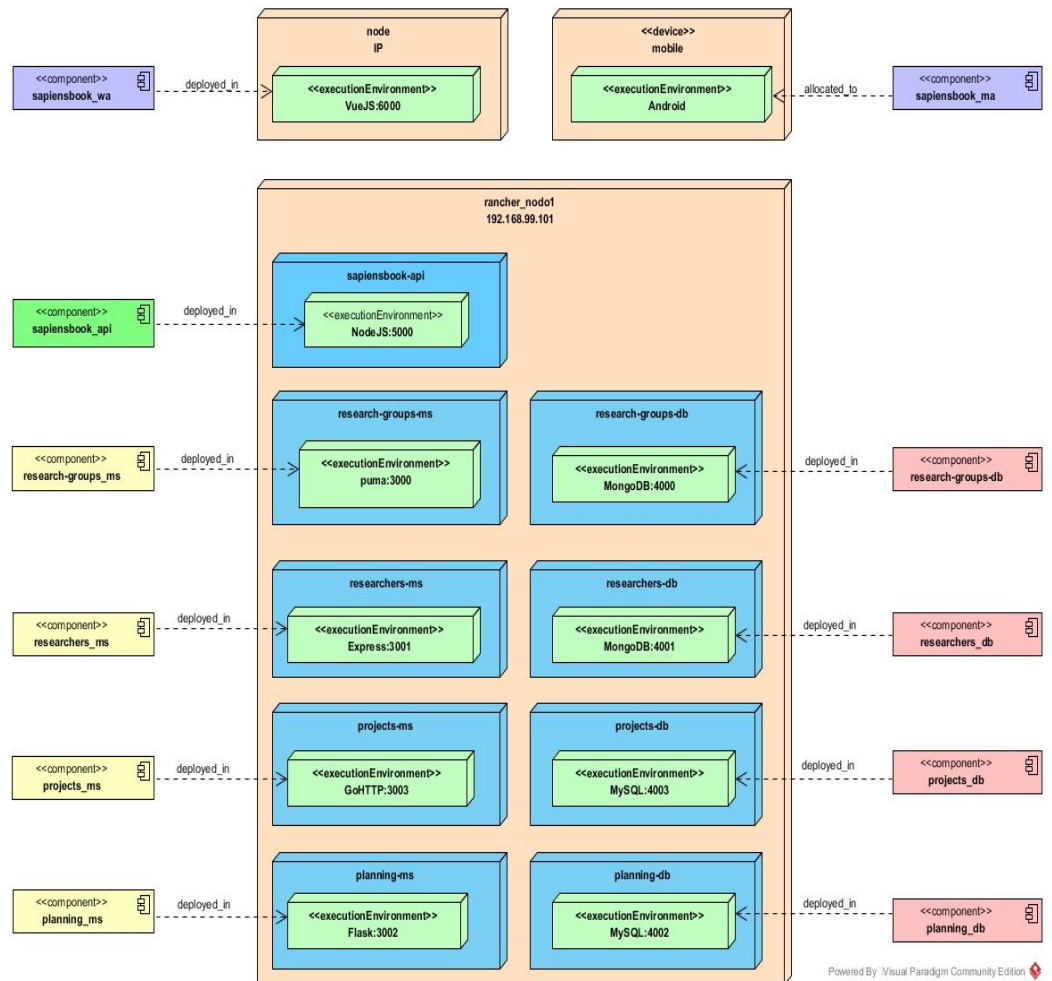 node
IP
<<device>>
mobile
<<component>>
sapiensbook_wa
deployed_in
<<executionEnvironment>>
VueJS:6000
<<executionEnvironment>>
Android
allocated_to
<<component>>
sapiensbook_ma
rancher_nodo1
192.168.99.101
sapiensbook-api
<<component>>
sapiensbook_api
deployed_in
<<executionEnvironment>>
NodeJS:5000
research-groups-ms
research-groups-db
<<component>>
research-groups_ms
deployed_in
<<executionEnvironment>>
puma:3000
<<executionEnvironment>>
MongoDB:4000
deployed_in
<<component>>
research-groups-db
researchers-ms
researchers-db
<<component>>
researchers_ms
deployed_in
<<executionEnvironment>>
Express:3001
<<executionEnvironment>>
MongoDB:4001
deployed_in
<<component>>
researchers_db
projects-ms
projects-db
<<component>>
projects_ms
deployed_in
<<executionEnvironment>>
GoHTTP:3003
<<executionEnvironment>>
MySQL:4003
deployed_in
<<component>>
projects_db
planning-ms
planning-db
<<component>>
planning_ms
deployed_in
<<executionEnvironment>>
Flask:3002
<<executionEnvironment>>
MySQL:4002
deployed_in
<<component>>
planning_db
Powered By Visual Paradigm Community Edition